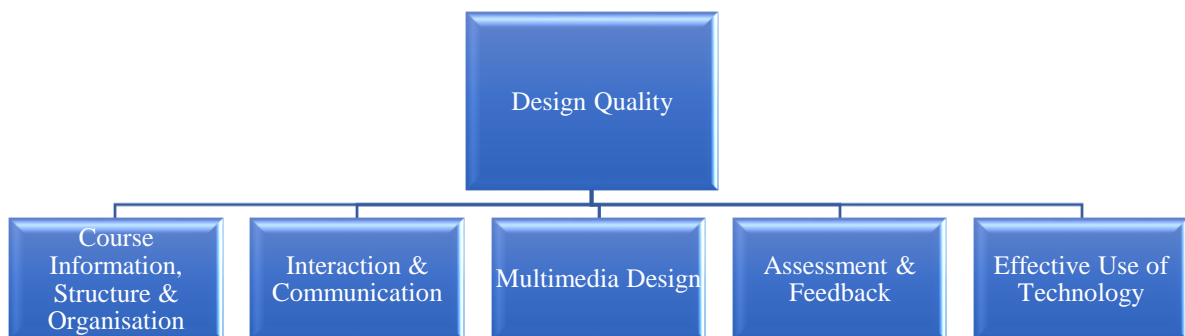 Design Quality
Course
Information,
Structure &
Organisation
Interaction &
Communication
Multimedia Design
Assessment &
Feedback
Effective Use of
Technology